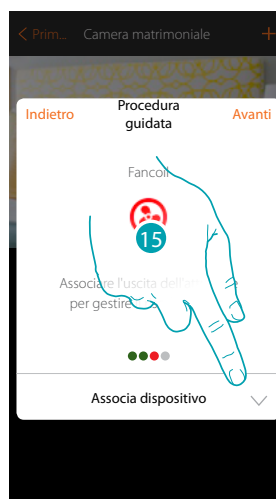 Prim... Camera matrimoniale +
Indietro Procedura guidata Avanti
Fancoil
15
Associare l'uscita dell'
per gestire
Associa dispositivo